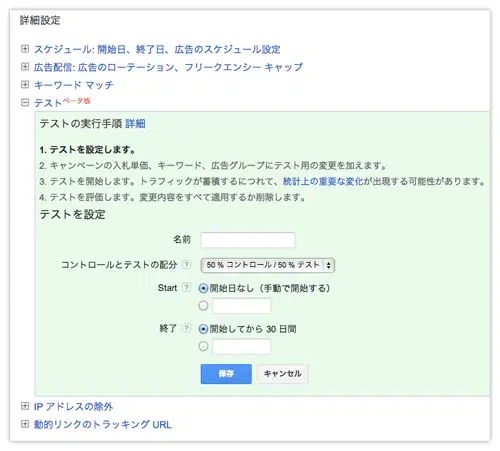 詳細設定
スケジュール: 開始日、終了日、広告のスケジュール設定
広告配信: 広告のローテーション、フリークエンシー キャップ
キーワード マッチ
テストベータ版
テストの実行手順 詳細
1. テストを設定します。
2. キャンペーンの入札単価、キーワード、広告グループにテスト用の変更を加えます。
3. テストを開始します。トラフィックが蓄積するにつれて、統計上の重要な変化が出現する可能性があります。
4. テストを評価します。変更内容をすべて適用するか削除します。
テストを設定
名前
コントロールとテストの配分 ? 50 % コントロール / 50 % テスト
Start ? 開始日なし（手動で開始する）
終了 ? 開始してから 30 日間
保存 キャンセル
IP アドレスの除外
動的リンクのトラッキング URL